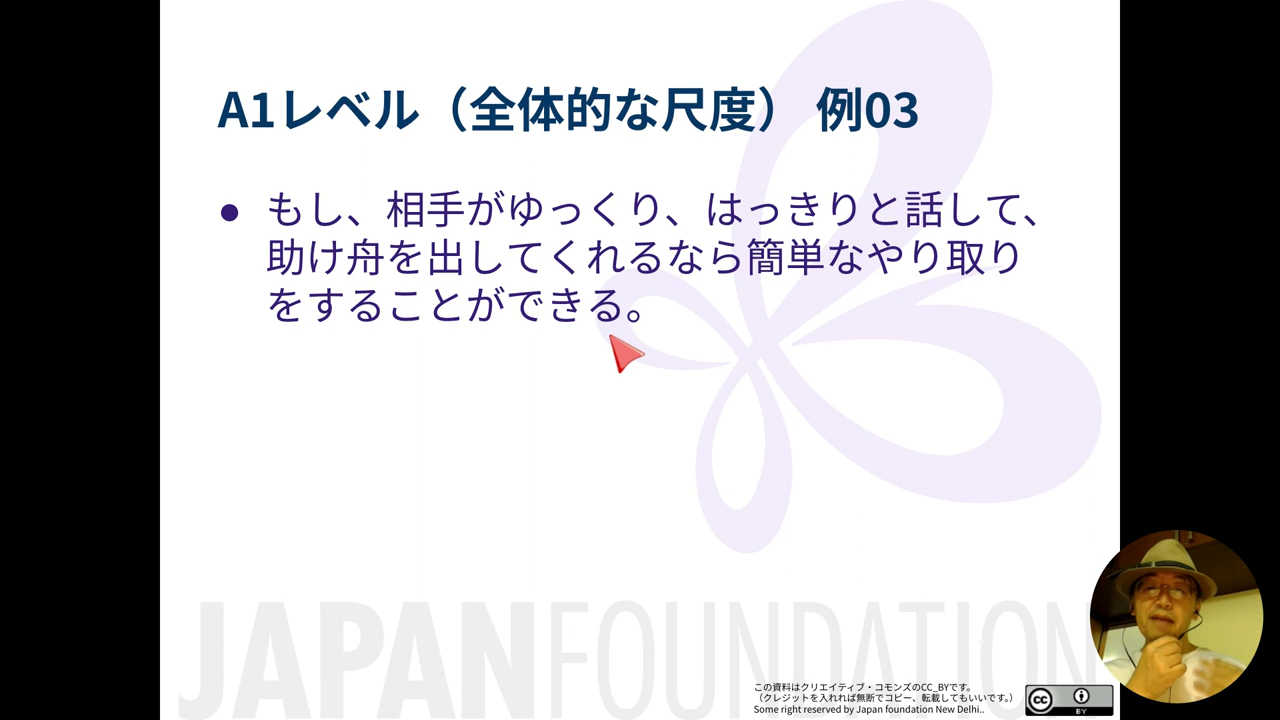 A1レベル（全体的な尺度） 例03
● もし、相手がゆっくり、はっきりと話して、
助け舟を出してくれるなら簡単なやり取り
をすることができる。
JAPANFOUNDATION
この資料はクリエイティブ・コモンズのCC_BYです。
（クレジットを入れれば無断でコピー、転載してもいいです。）
Some right reserved by Japan foundation New Delhi..
cc
BY